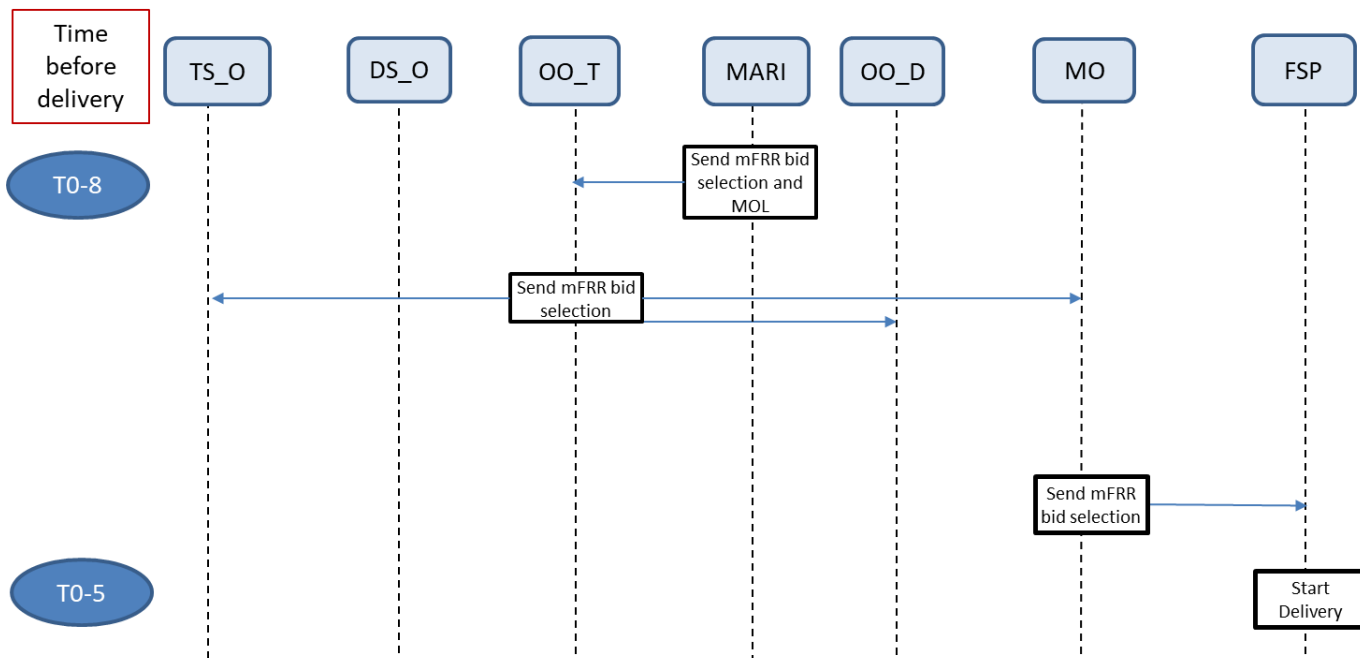 Time
before
delivery
TS_O
DS_O
OO_T
MARI
OO_D
MO
FSP
T0-8
Send mFRR bid
selection and
MOL
Send mFRR bid
selection
Send mFRR
bid selection
T0-5
Start
Delivery